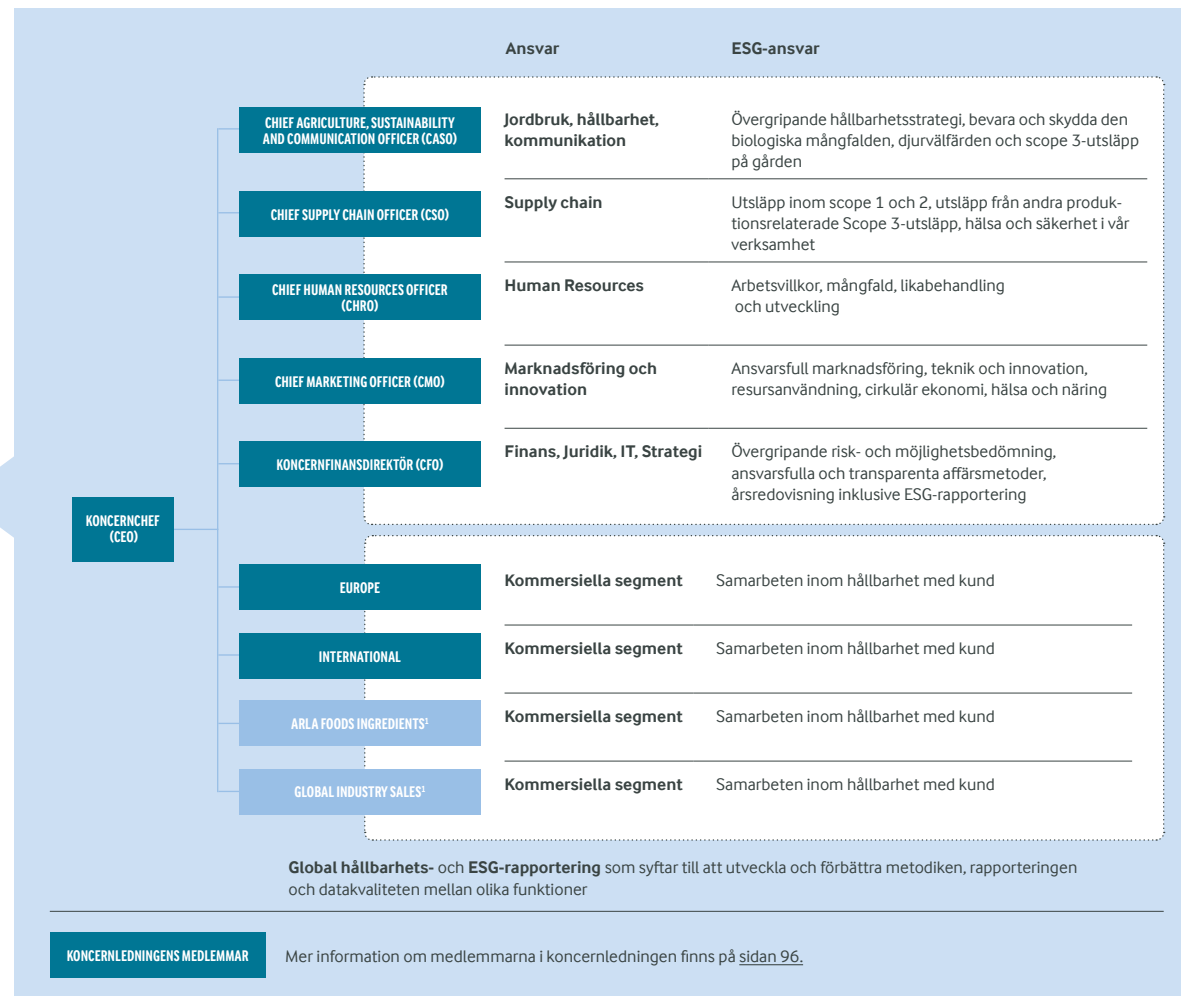 Ansvar
ESG-ansvar
CHIEF AGRICULTURE, SUSTAINABILITY
AND COMMUNICATION OFFICER (CASO)
Jordbruk, hållbarhet,
kommunikation
Övergripande hållbarhetsstrategi, bevara och skydda den
biologiska mångfalden, djurvälfärden och scope 3-utsläpp
på gården
CHIEF SUPPLY CHAIN OFFICER (CSO)
Supply chain
Utsläpp inom scope 1 och 2, utsläpp från andra produk-
tionsrelaterade Scope 3-utsläpp, hälsa och säkerhet i vår
verksamhet
CHIEF HUMAN RESOURCES OFFICER
(CHRO)
Human Resources
Arbetsvillkor, mångfald, likabehandling
och utveckling
CHIEF MARKETING OFFICER (CMO)
Marknadsföring och
innovation
Ansvarsfull marknadsföring, teknik och innovation,
resursanvändning, cirkulär ekonomi, hälsa och näring
KONCERNFINANSDIREKTÖR (CFO)
Finans, Juridik, IT, Strategi
Övergripande risk- och möjlighetsbedömning,
ansvarsfulla och transparenta affärsmetoder,
årsredovisning inklusive ESG-rapportering
KONCERNCHEF
(CEO)
EUROPE
Kommersiella segment
Samarbeten inom hållbarhet med kund
INTERNATIONAL
Kommersiella segment
Samarbeten inom hållbarhet med kund
ARLA FOODS INGREDIENTS¹
Kommersiella segment
Samarbeten inom hållbarhet med kund
GLOBAL INDUSTRY SALES¹
Kommersiella segment
Samarbeten inom hållbarhet med kund
Global hållbarhets- och ESG-rapportering som syftar till att utveckla och förbättra metodiken, rapporteringen
och datakvaliteten mellan olika funktioner
KONCERNLEDNINGENS MEDLEMMAR
Mer information om medlemmarna i koncernledningen finns på sidan 96.